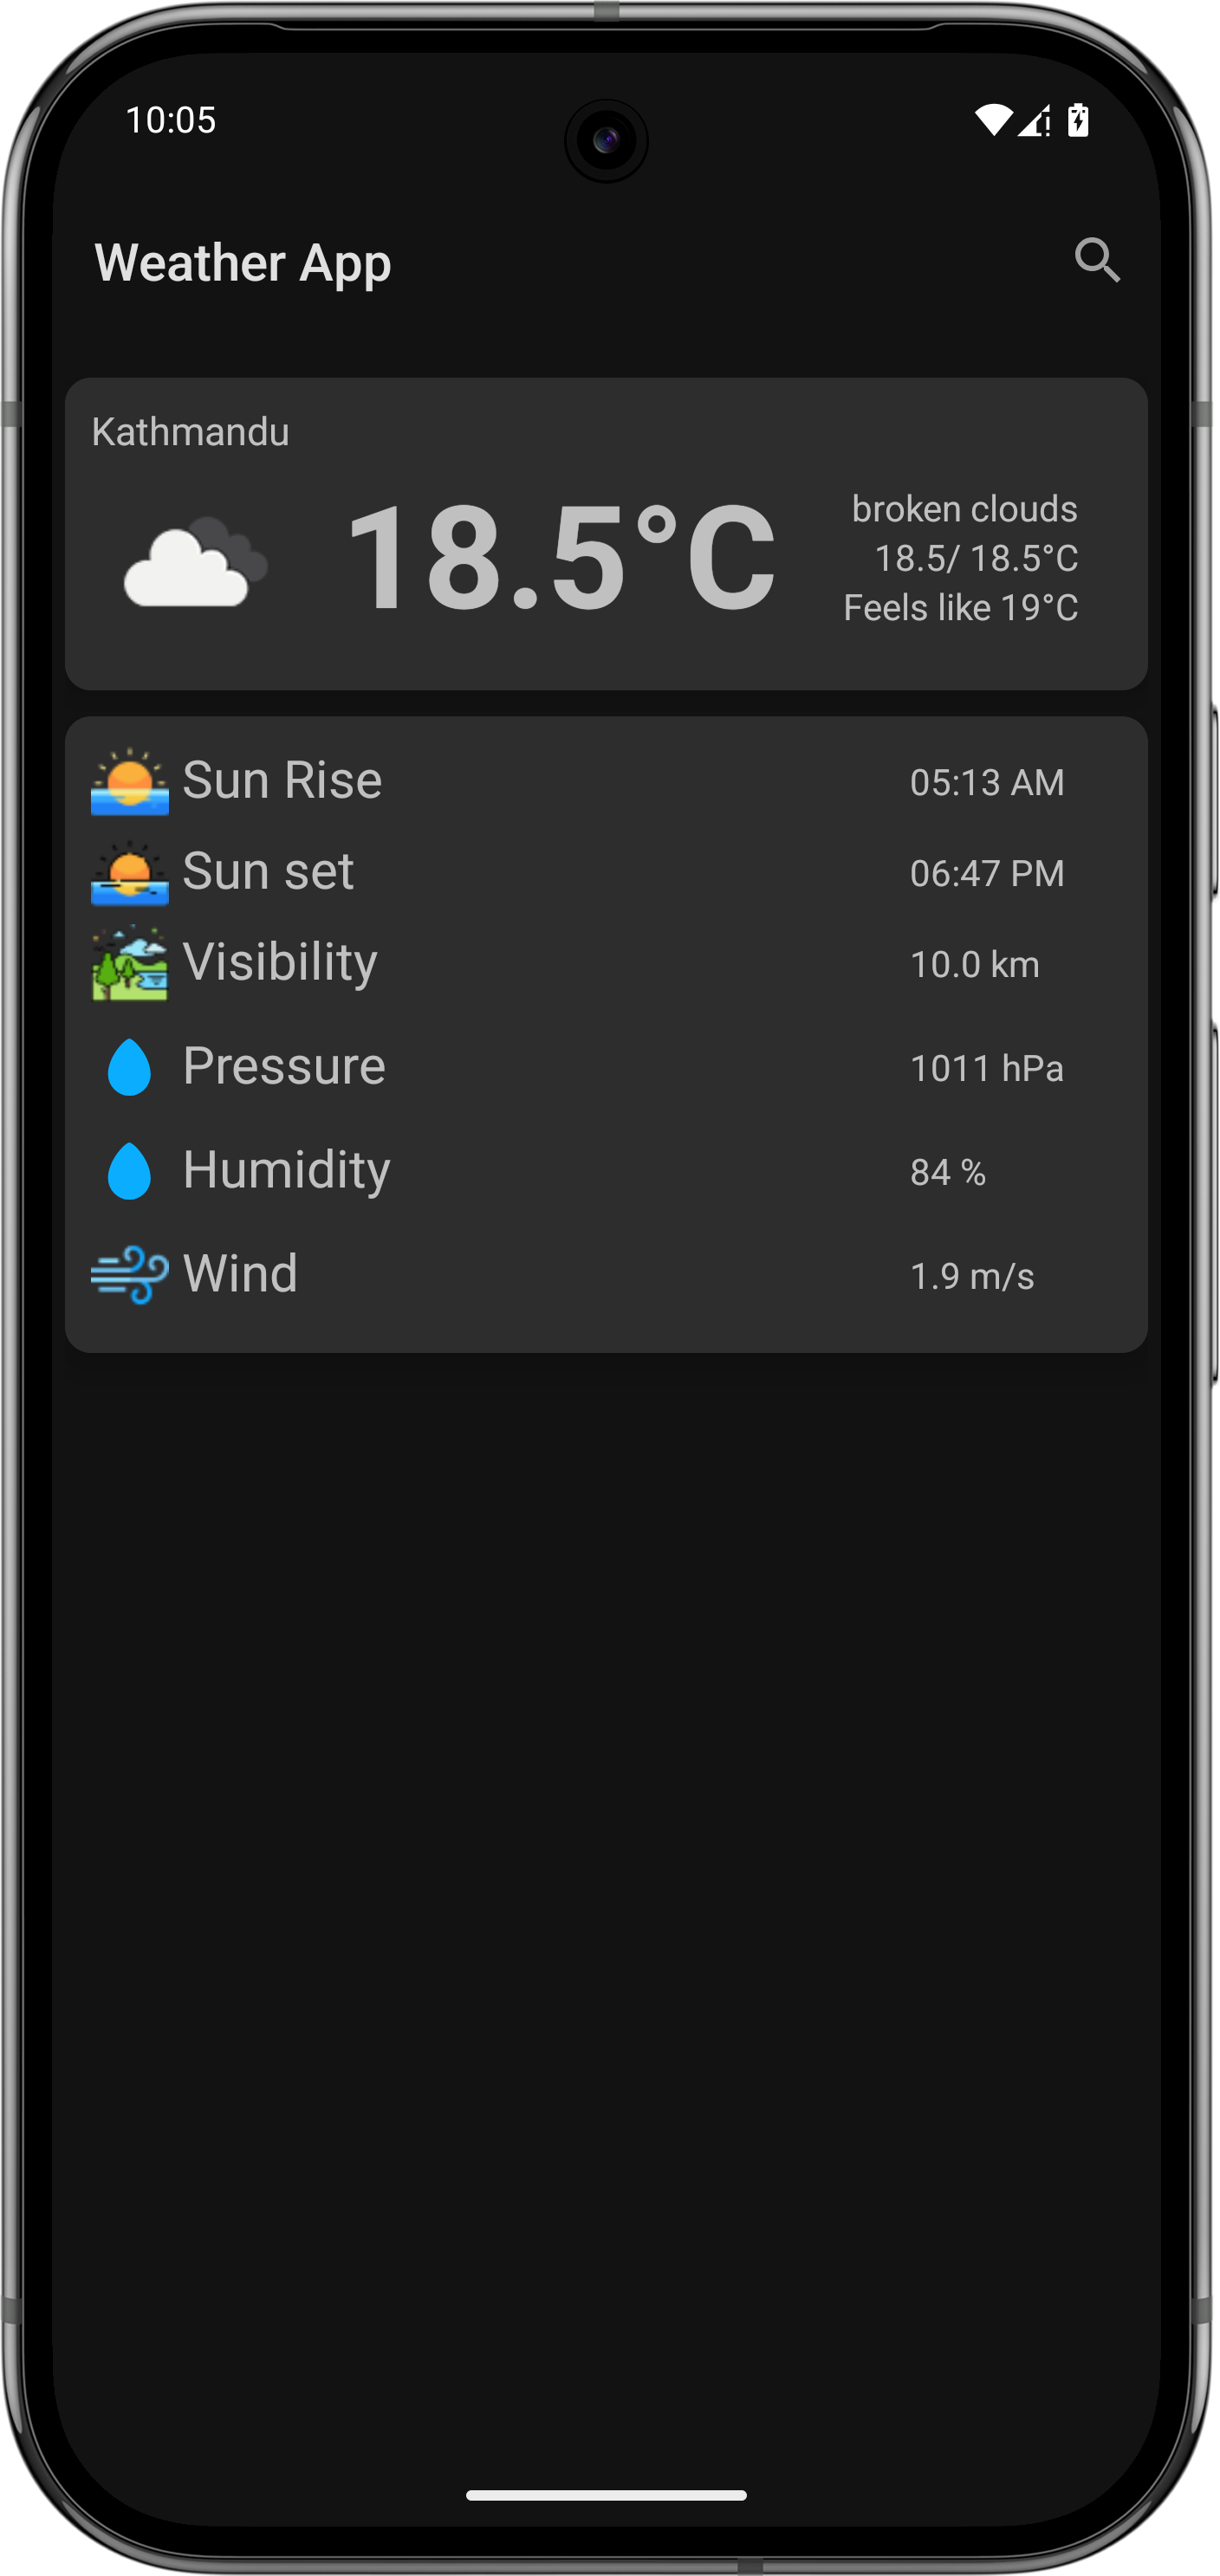 10:05
Weather App
Kathmandu
18.5°C
broken clouds
18.5/ 18.5°C
Feels like 19°C
Sun Rise 05:13 AM
Sun set 06:47 PM
Visibility 10.0 km
Pressure 1011 hPa
Humidity 84 %
Wind 1.9 m/s